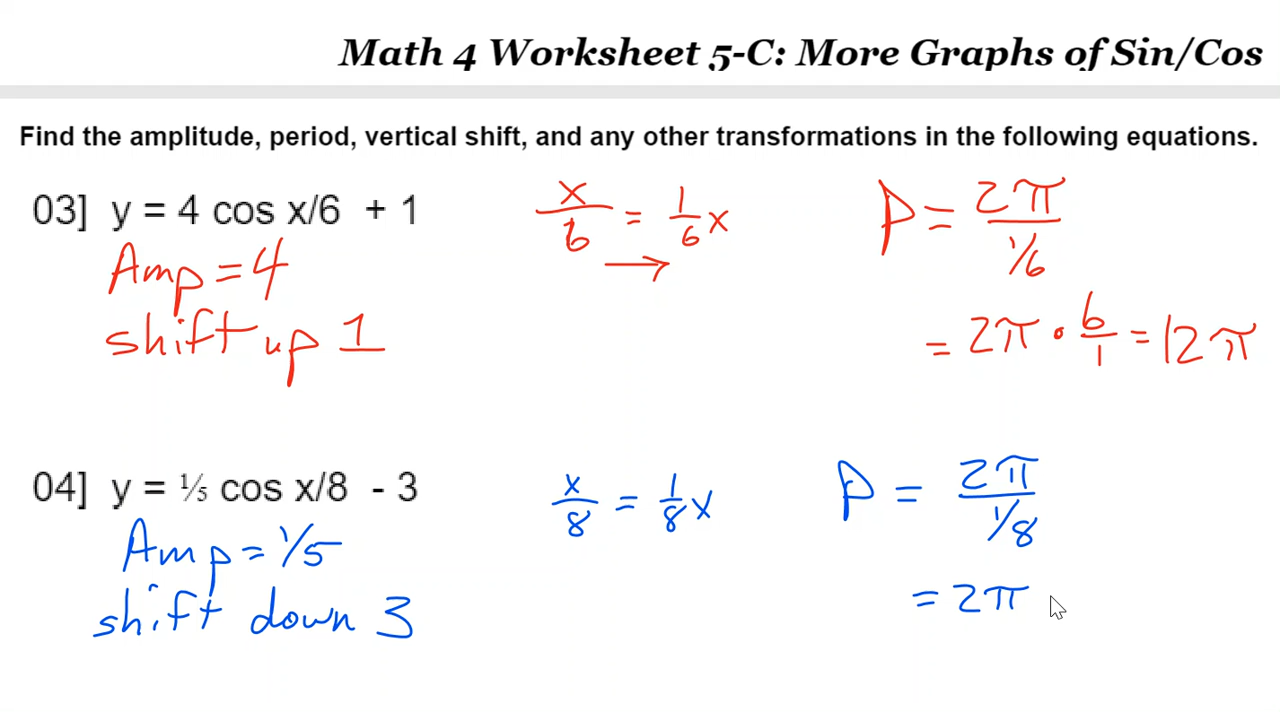 Math 4 Worksheet 5-C: More Graphs of Sin/Cos
Find the amplitude, period, vertical shift, and any other transformations in the following equations.
03] y = 4 cos x/6 + 1
Amp = 4
shift up 1
x/6 = 1/6 x
→
P = 2π / 1/6
= 2π • 6/1 = 12π
04] y = ⅕ cos x/8 - 3
Amp = 1/5
shift down 3
x/8 = 1/8 x
P = 2π / 1/8
= 2π